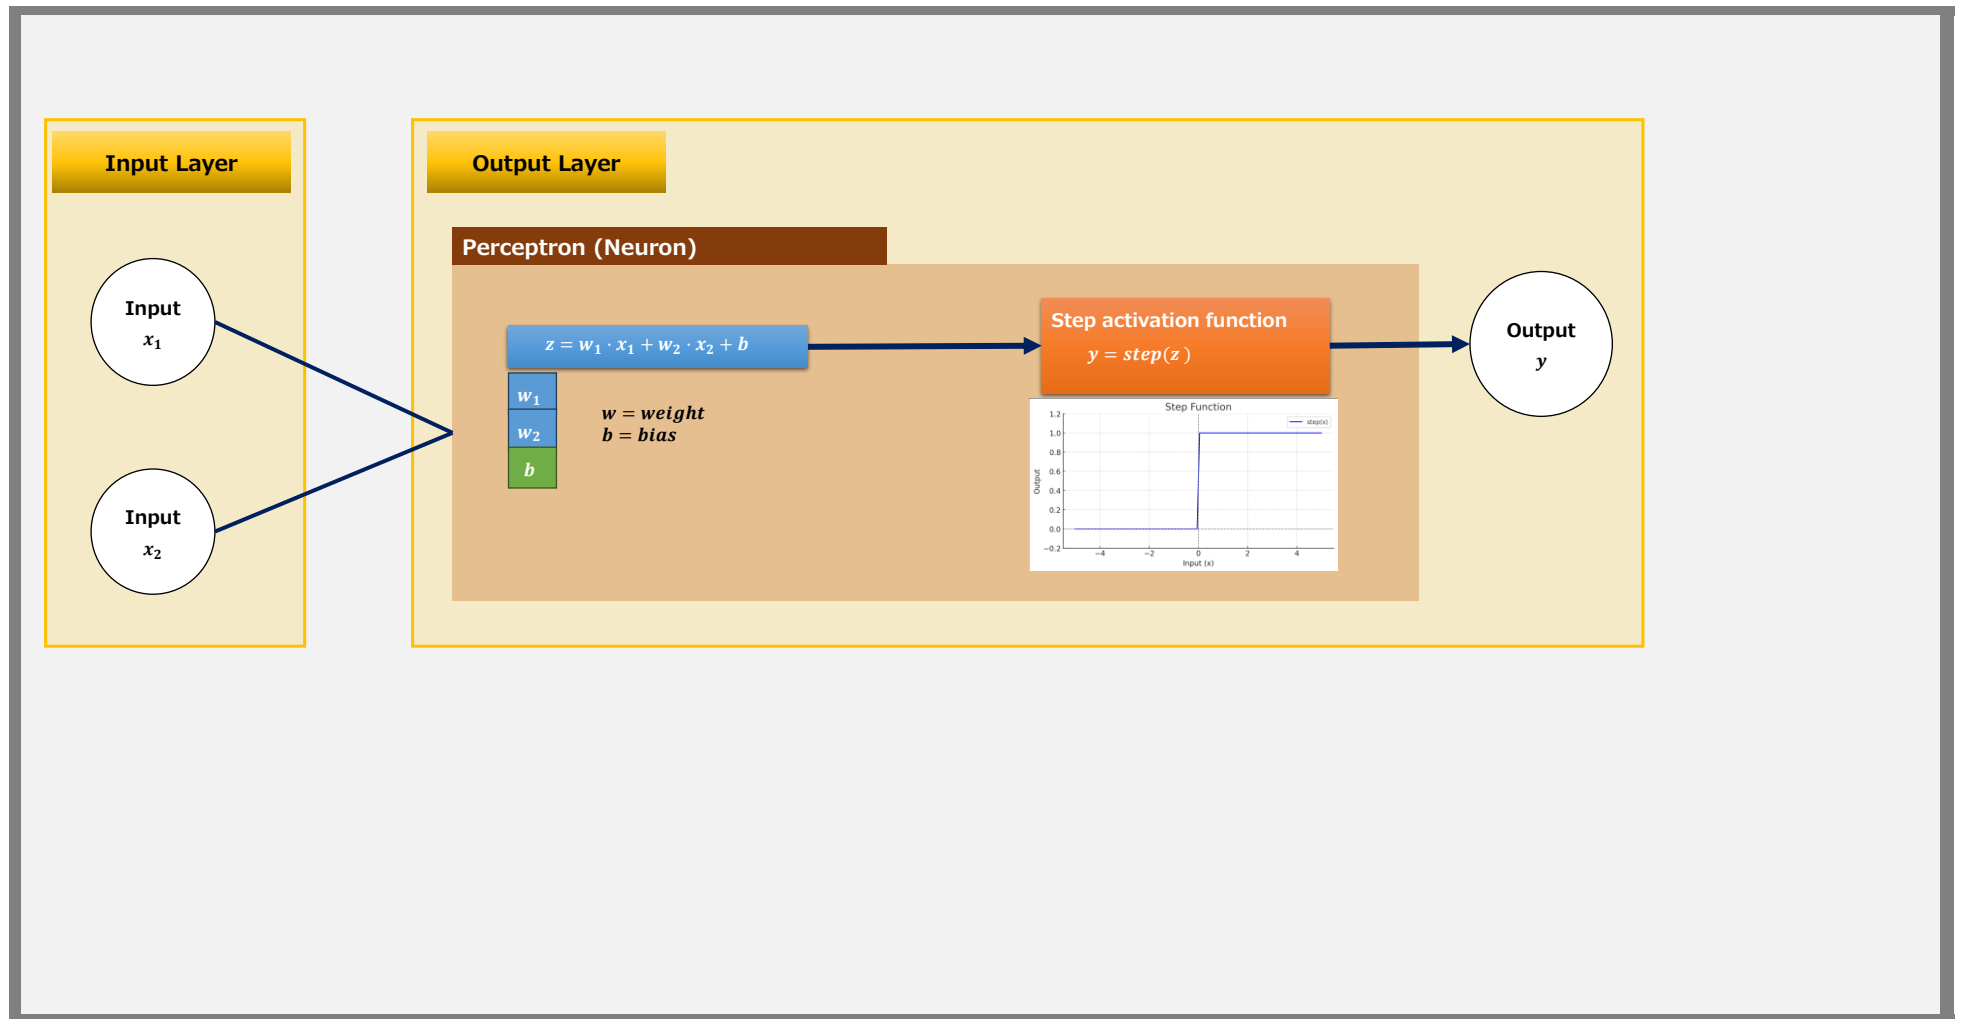 Input Layer
Output Layer
Perceptron (Neuron)
Input
x₁
Input
x₂
z = w₁ · x₁ + w₂ · x₂ + b
w₁
w₂
b
w = weight
b = bias
Step activation function
y = step(z)
Step Function
step(x)
1.2
1.0
0.8
0.6
0.4
0.2
0.0
−0.2
Output
−4 −2 0 2 4
Input (x)
Output
y